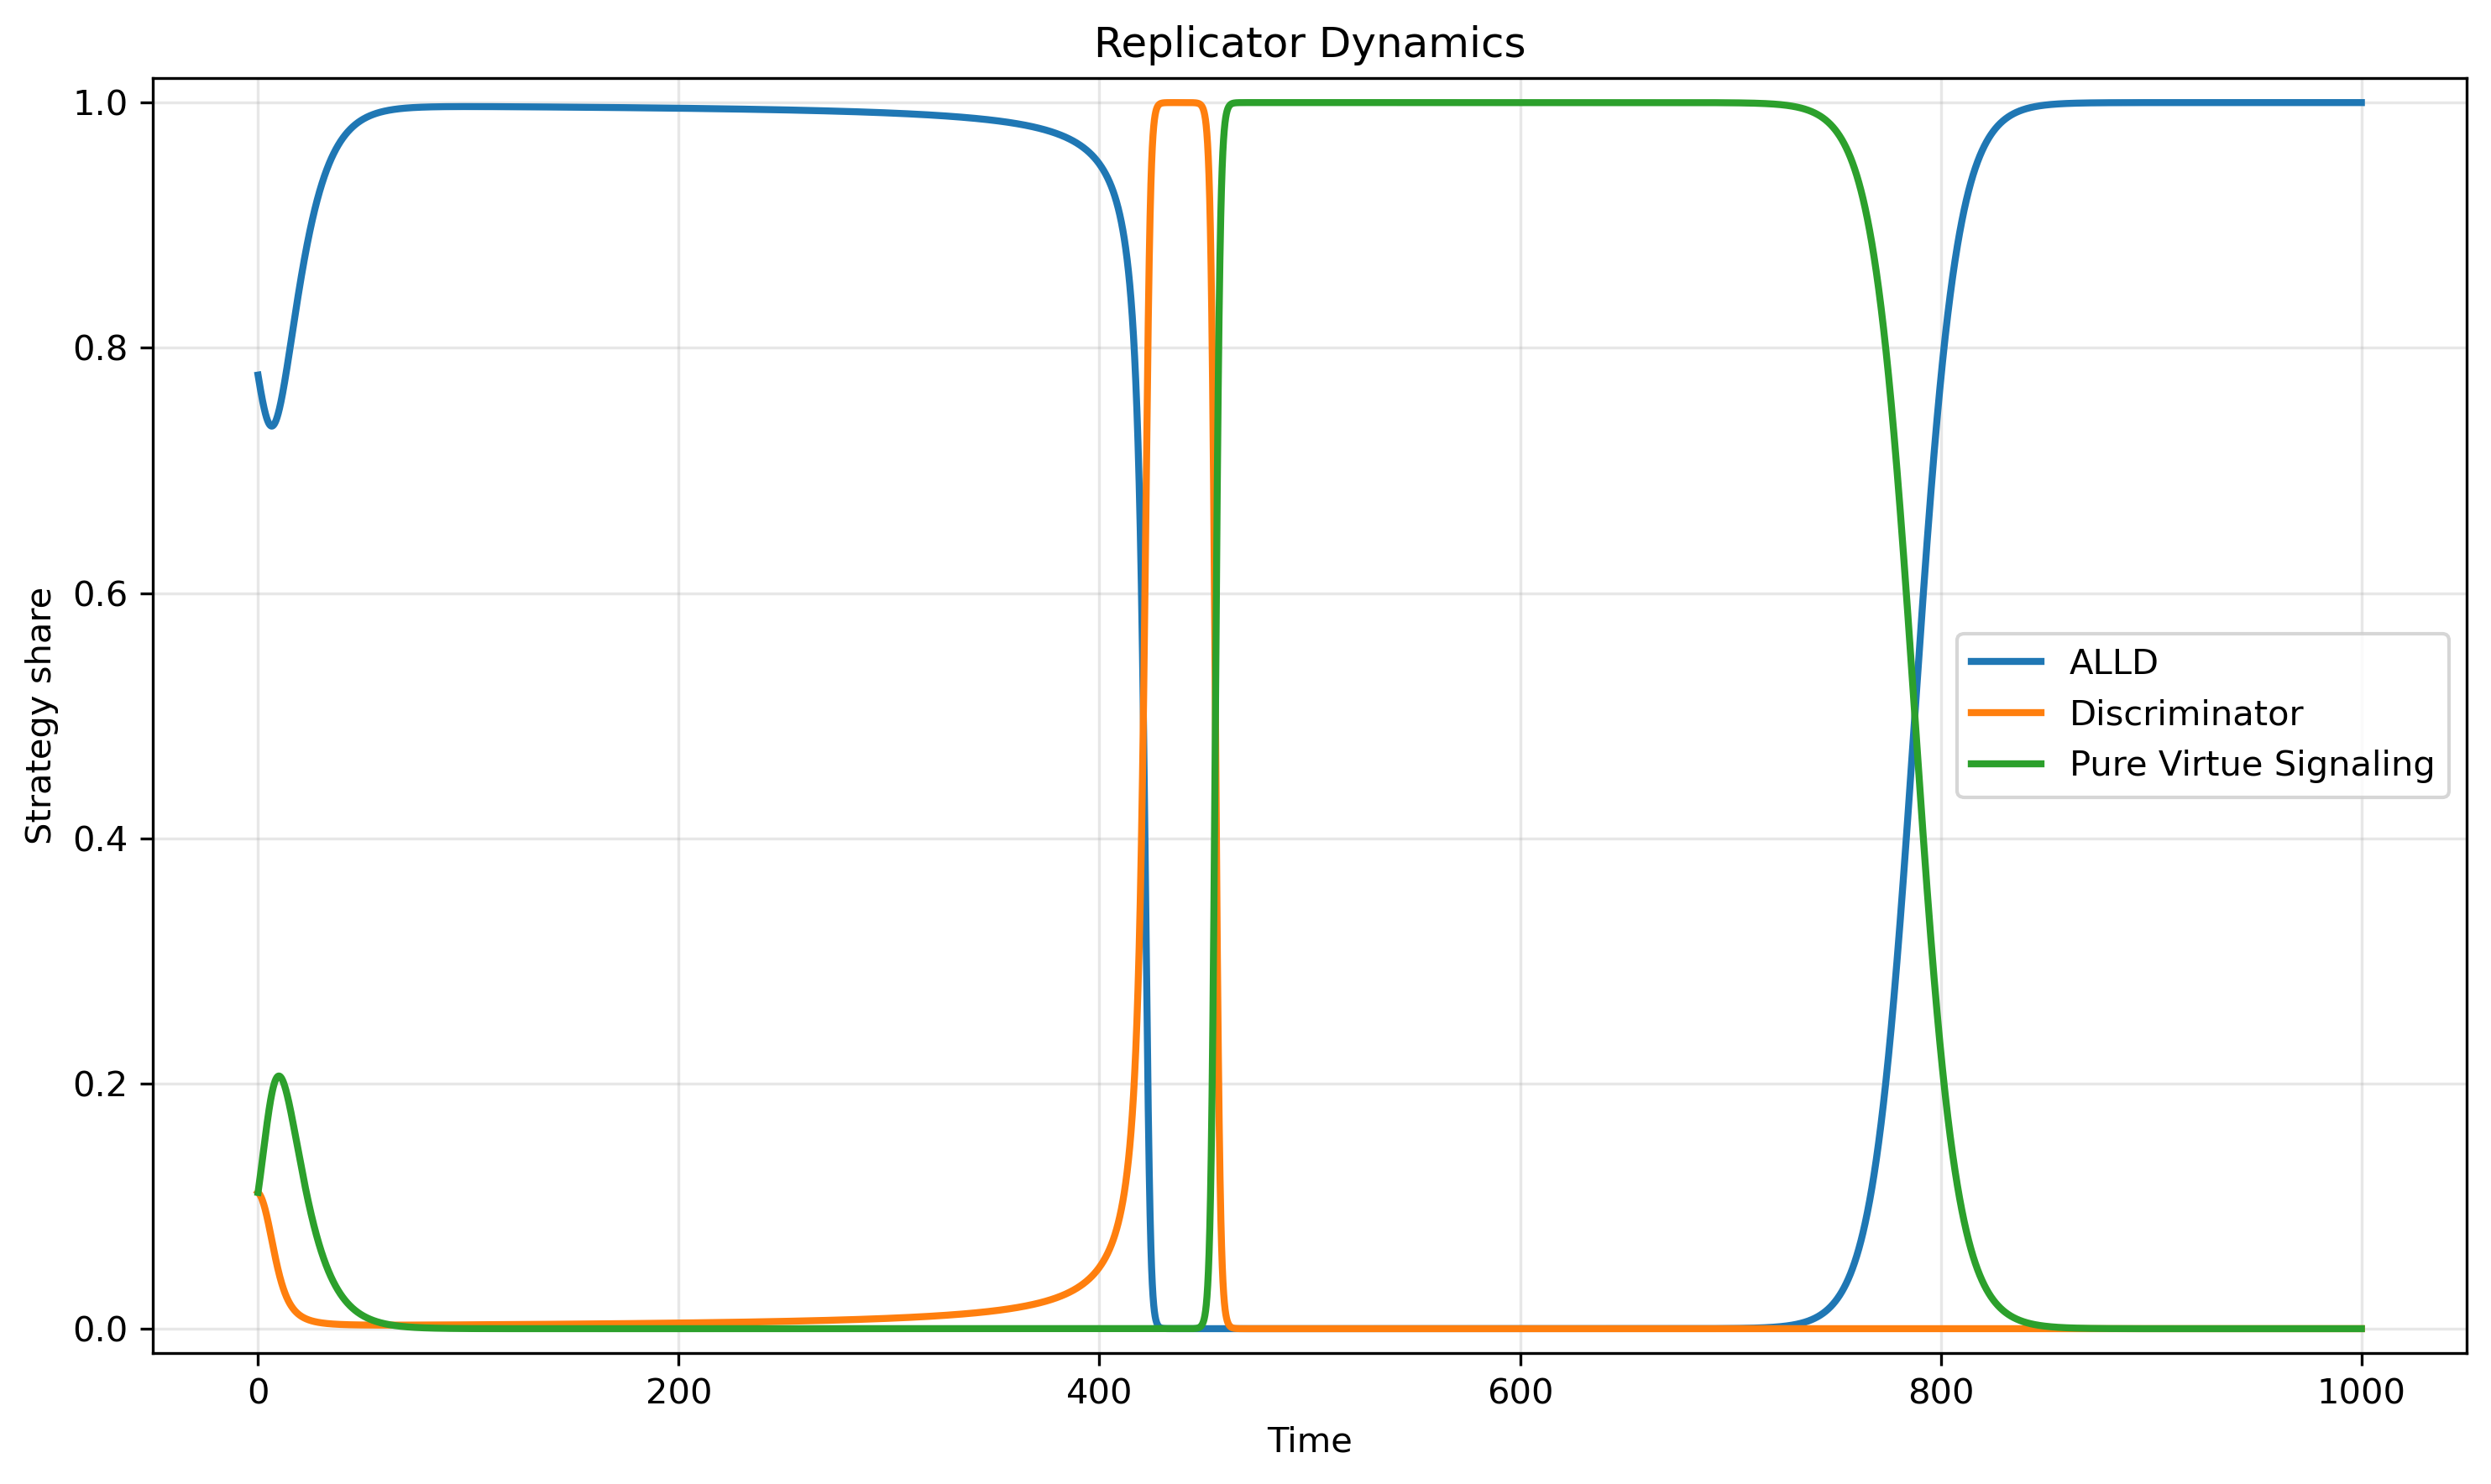 Replicator Dynamics
Strategy share
1.0
0.8
0.6
0.4
0.2
0.0
ALLD
Discriminator
Pure Virtue Signaling
0
200
400
600
800
1000
Time